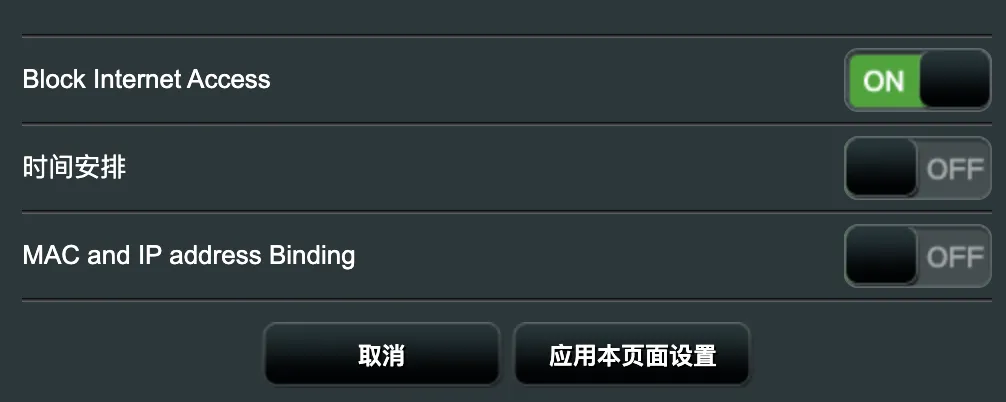 Block Internet Access ON
时间安排 OFF
MAC and IP address Binding OFF
取消 应用本页面设置